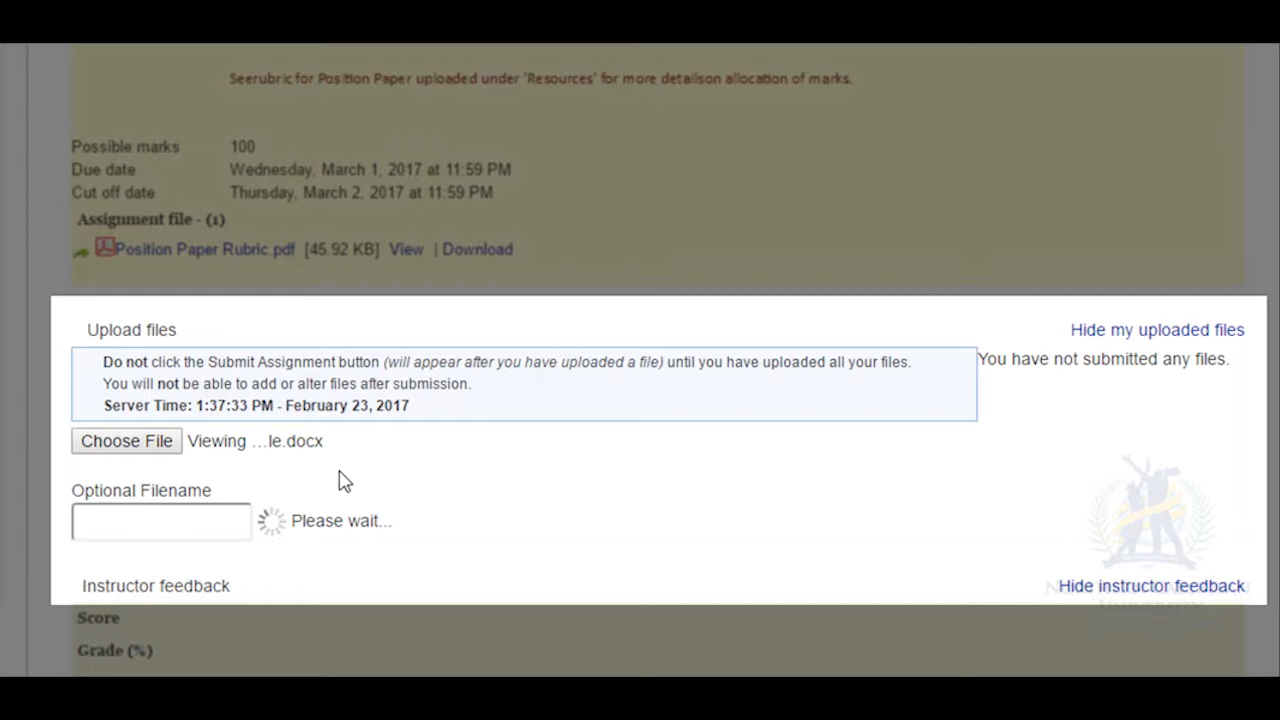 Seerubric for Position Paper uploaded under 'Resources' for more detailson allocation of marks.
Possible marks 100
Due date Wednesday, March 1, 2017 at 11:59 PM
Cut off date Thursday, March 2, 2017 at 11:59 PM
Assignment file - (1)
Position Paper Rubric.pdf [45.92 KB] View | Download
Upload files Hide my uploaded files
Do not click the Submit Assignment button (will appear after you have uploaded a file) until you have uploaded all your files. You have not submitted any files.
You will not be able to add or alter files after submission.
Server Time: 1:37:33 PM - February 23, 2017
Choose File Viewing ...le.docx
Optional Filename
Please wait...
Instructor feedback Hide instructor feedback
University
Score
Grade (%)